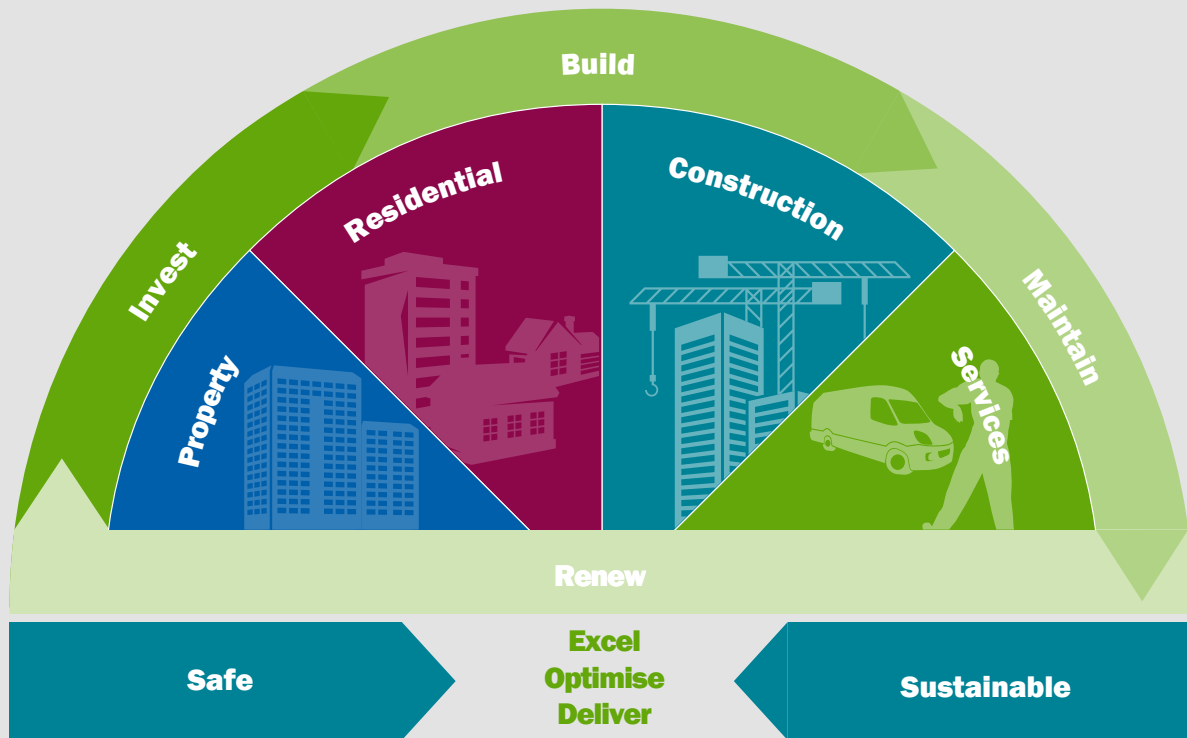 Build
Invest
Maintain
Property
Residential
Construction
Services
Renew
Safe
Excel
Optimise
Deliver
Sustainable